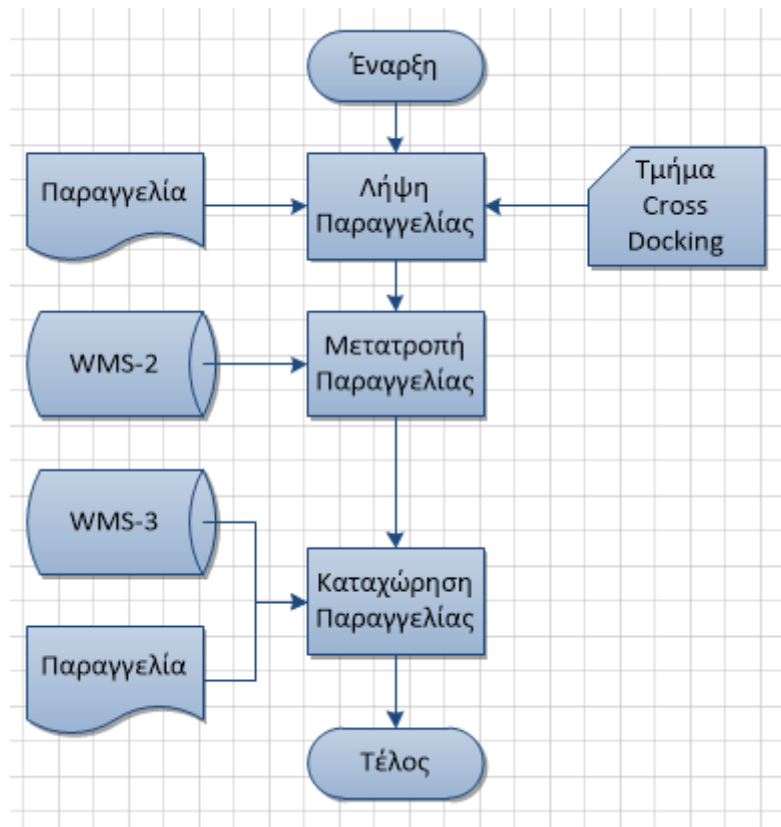 Έναρξη
Παραγγελία
Λήψη
Παραγγελίας
Τμήμα
Cross
Docking
WMS-2
Μετατροπή
Παραγγελίας
WMS-3
Καταχώρηση
Παραγγελίας
Παραγγελία
Τέλος